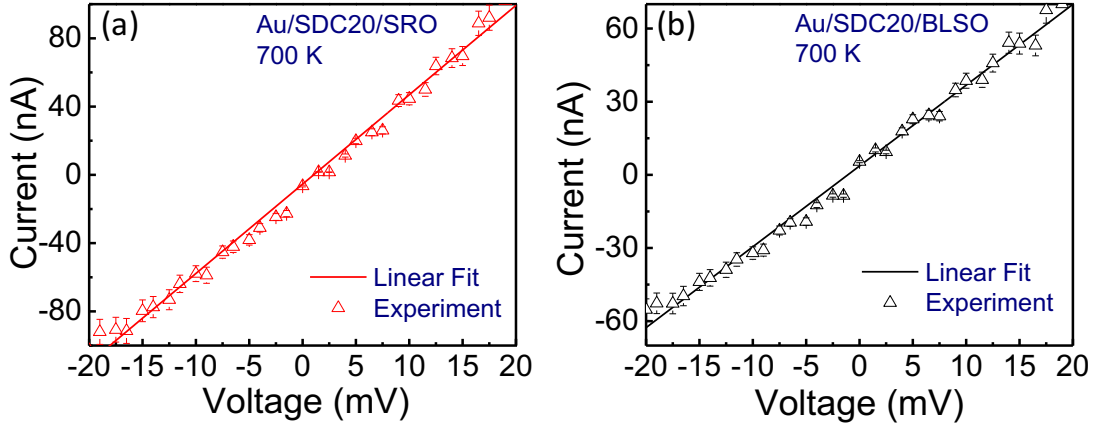 (a)
Au/SDC20/SRO
700 K
80
40
0
-40
-80
Current (nA)
Linear Fit
Experiment
-20 -15 -10 -5 0 5 10 15 20
Voltage (mV)
(b)
Au/SDC20/BLSO
700 K
60
30
0
-30
-60
Current (nA)
Linear Fit
Experiment
-20 -15 -10 -5 0 5 10 15 20
Voltage (mV)